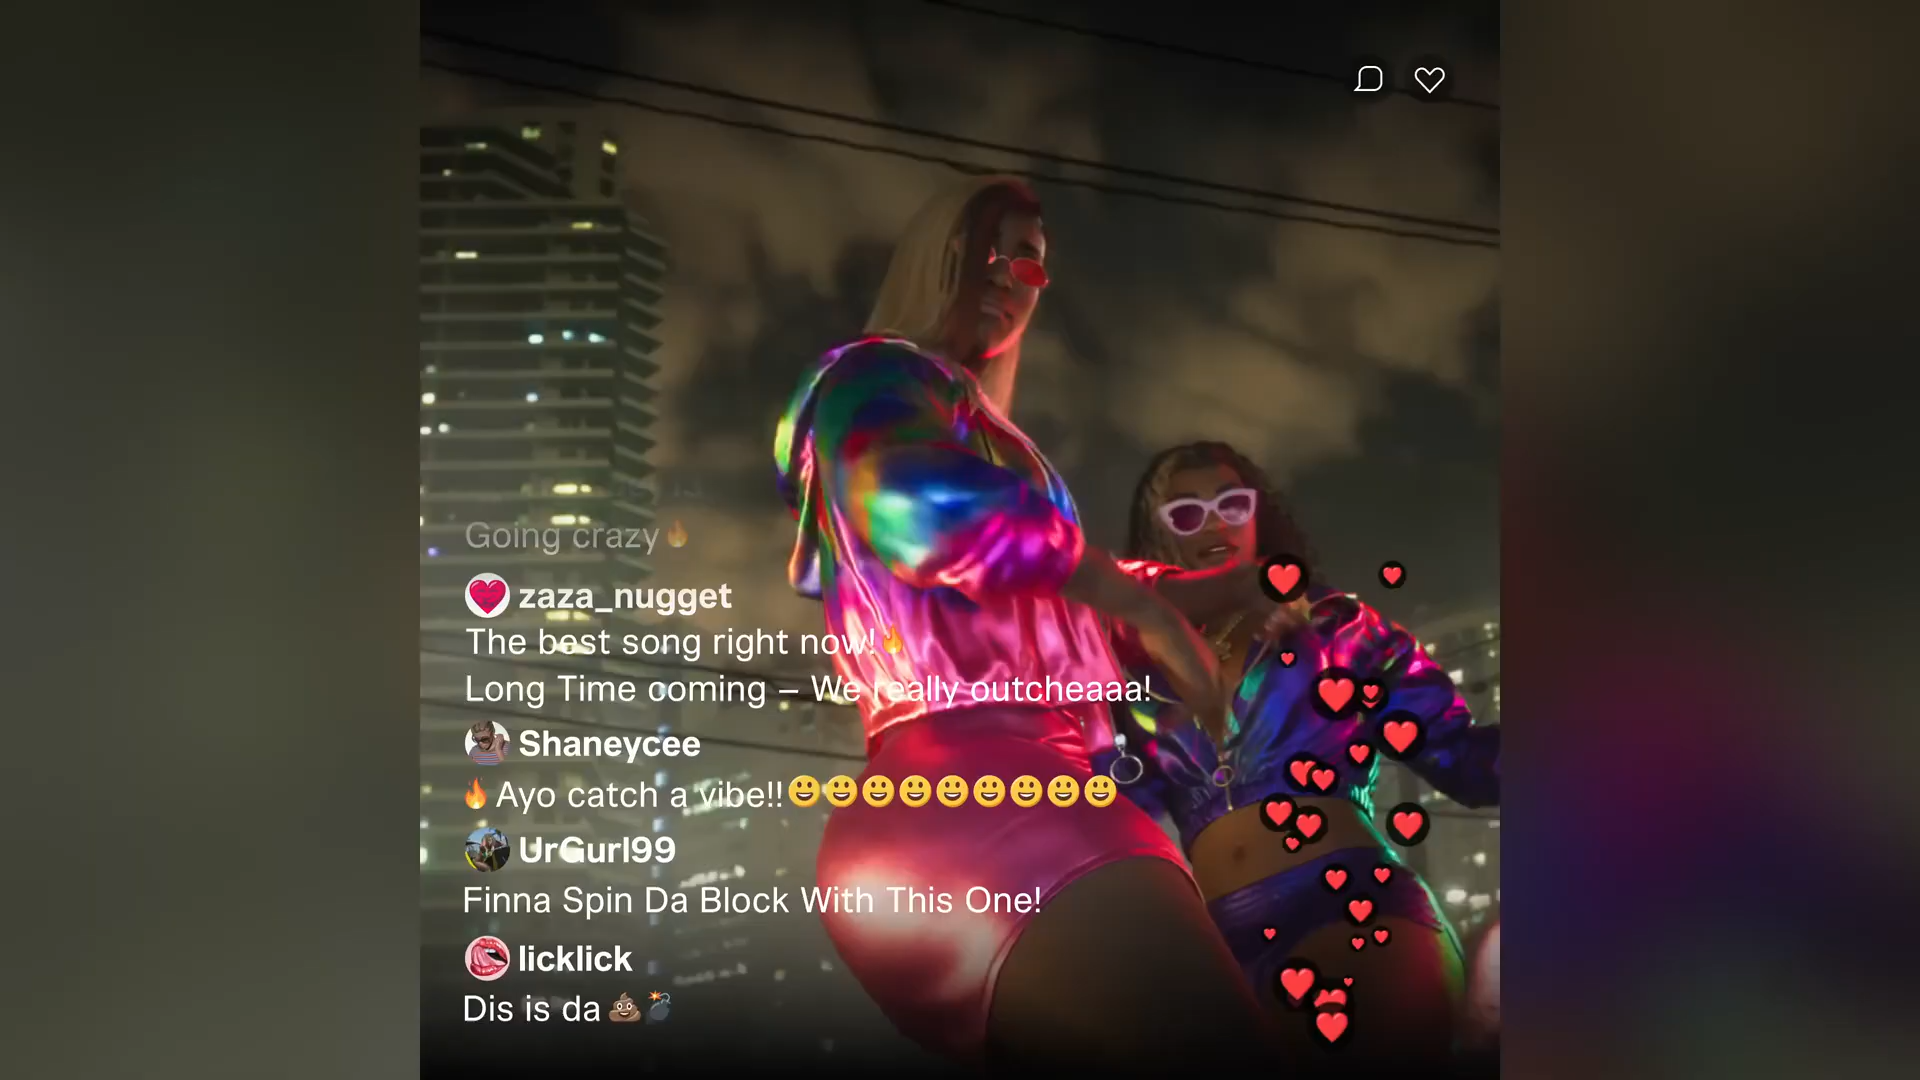 Going crazy🔥
zaza_nugget
The best song right now!🔥
Long Time coming – We really outcheaaa!
Shaneycee
🔥Ayo catch a vibe!!😀😀😀😀😀😀😀😀😀
UrGurl99
Finna Spin Da Block With This One!
licklick
Dis is da💩💣